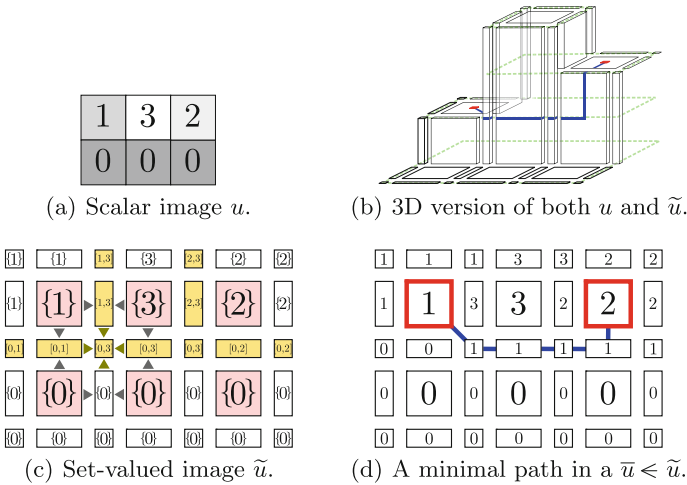 1 3 2
0 0 0
(a) Scalar image u.
(b) 3D version of both u and ũ.
{1} {1} [1,3] {3} [2,3] {2} {2}
{1} {1} [1,3] {3} [2,3] {2} {2}
[0,1] [0,1] [0,3] [0,3] [0,3] [0,2] [0,2]
{0} {0} {0} {0} {0} {0} {0}
{0} {0} {0} {0} {0} {0} {0}
(c) Set-valued image ũ.
1 1 1 3 3 2 2
1 1 3 3 2 2 2
0 0 1 1 1 1 1
0 0 0 0 0 0 0
0 0 0 0 0 0 0
(d) A minimal path in a u̅ ⋖ ũ.